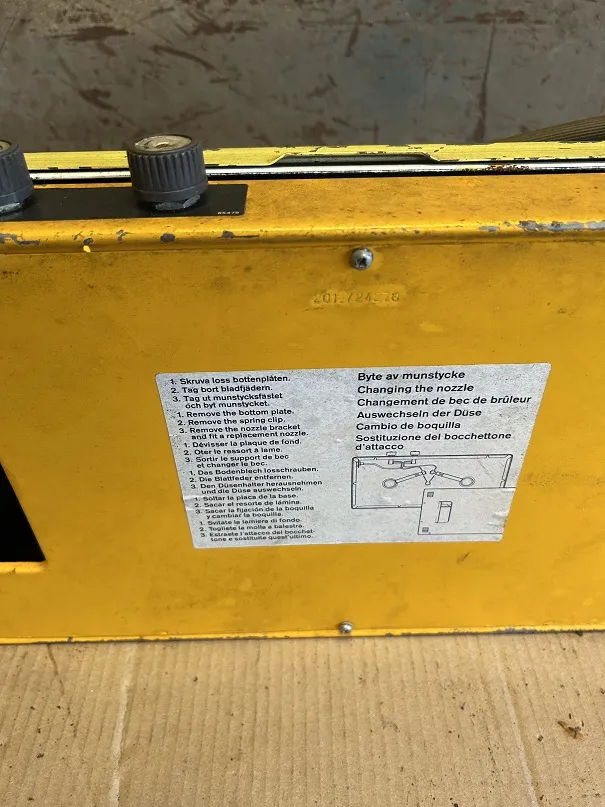 85479
1. Skruva loss bottenplåten.
2. Tag bort bladfjädern.
3. Tag ut munstycksfästet
och byt munstycket.
1. Remove the bottom plate.
2. Remove the spring clip.
3. Remove the nozzle bracket
and fit a replacement nozzle.
1. Dévisser la plaque de fond.
2. Oter le ressort à lame.
3. Sortir le support de bec
et changer le bec.
1. Das Bodenblech losschrauben.
2. Die Blattfeder entfernen.
3. Den Düsenhalter herausnehmen
und die Düse auswechseln.
1. Soltar la placa de la base.
2. Sacar el resorte de lámina.
3. Sacar la fijación de la boquilla
y cambiar la boquilla.
1. Svitate la lamiera di fondo.
2. Togliete la molla a balestra.
3. Estraete l'attacco del bocchet-
tone e sostituite quest'ultimo.
Byte av munstycke
Changing the nozzle
Changement de bec de brûleur
Auswechseln der Düse
Cambio de boquilla
Sostituzione del bocchettone
d'attacco